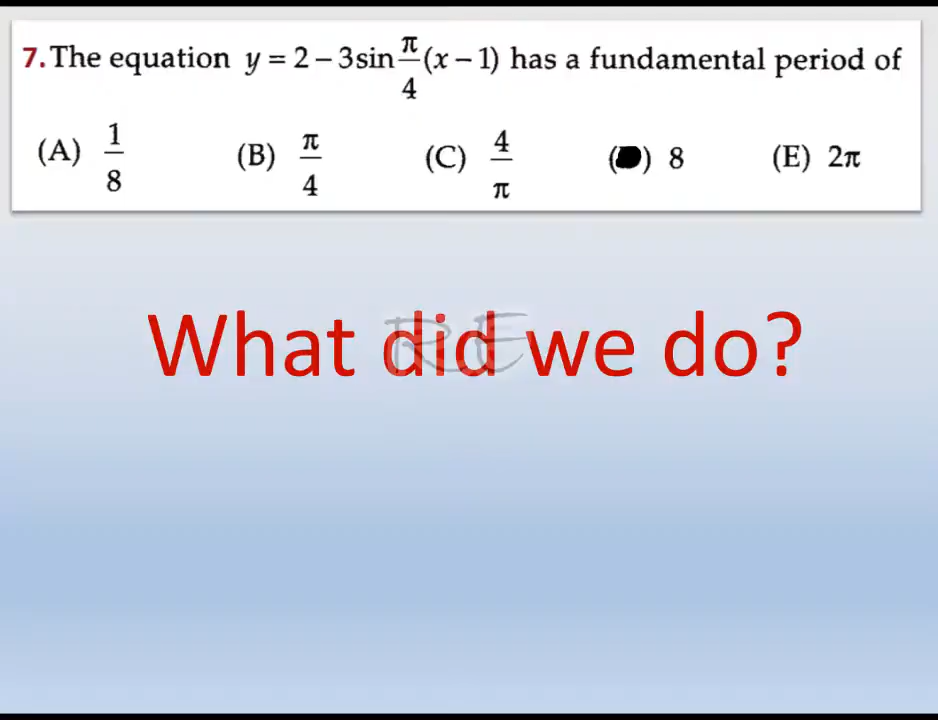 7. The equation y = 2 – 3sin π/4 (x – 1) has a fundamental period of
(A) 1/8 (B) π/4 (C) 4/π ( ) 8 (E) 2π
What did we do?
RE